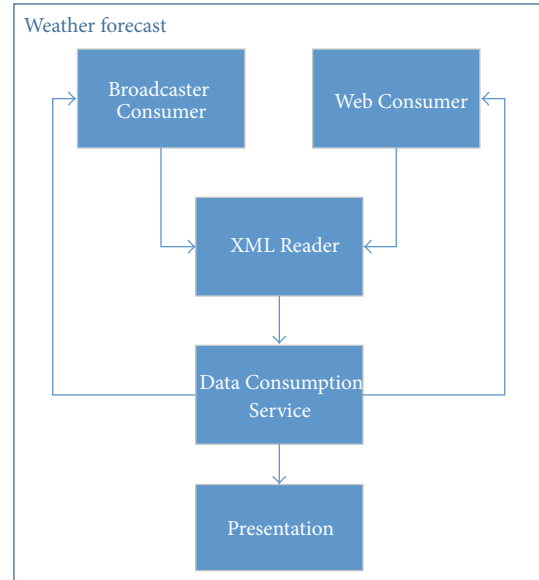 Weather forecast
Broadcaster
Consumer
Web Consumer
XML Reader
Data Consumption
Service
Presentation